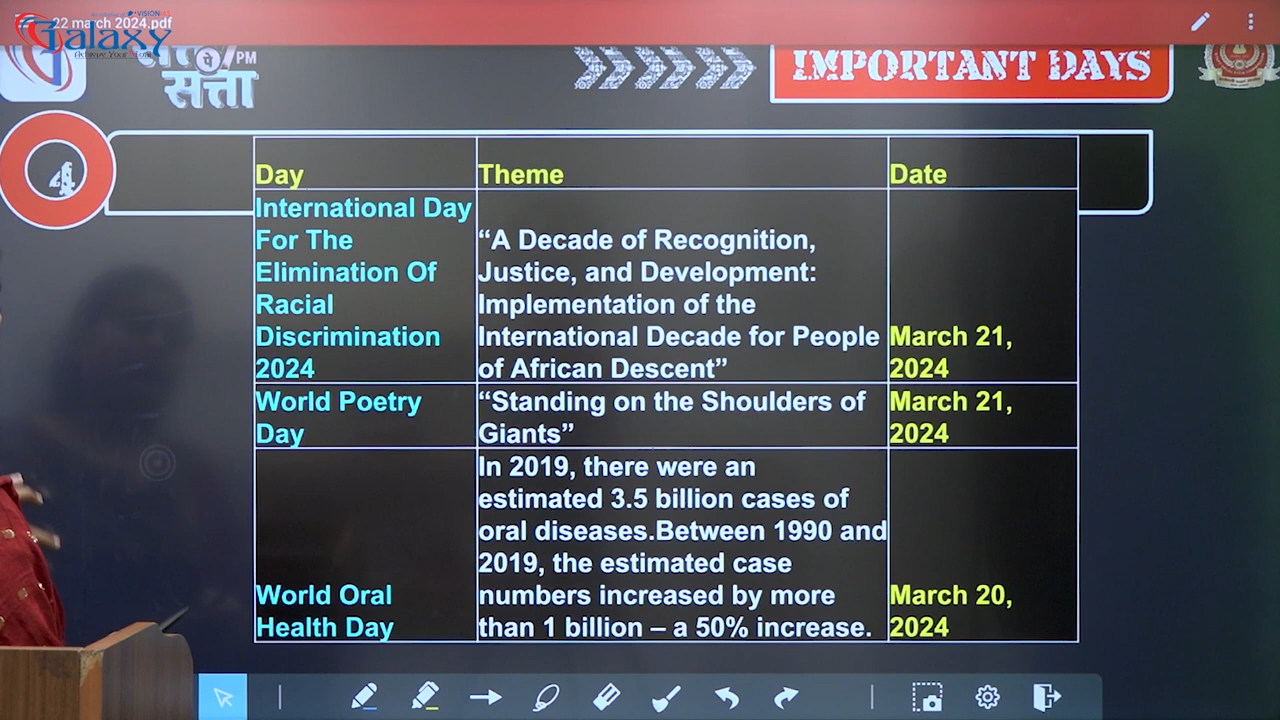 VISIONIAS
22 march 2024.pdf
Galaxy
पे
/PM
सत्ता
IMPORTANT DAYS
4
Day
Theme
Date
International Day
For The
Elimination Of
Racial
Discrimination
2024
“A Decade of Recognition,
Justice, and Development:
Implementation of the
International Decade for People
of African Descent”
March 21,
2024
World Poetry
Day
“Standing on the Shoulders of
Giants”
March 21,
2024
World Oral
Health Day
In 2019, there were an
estimated 3.5 billion cases of
oral diseases.Between 1990 and
2019, the estimated case
numbers increased by more
than 1 billion – a 50% increase.
March 20,
2024